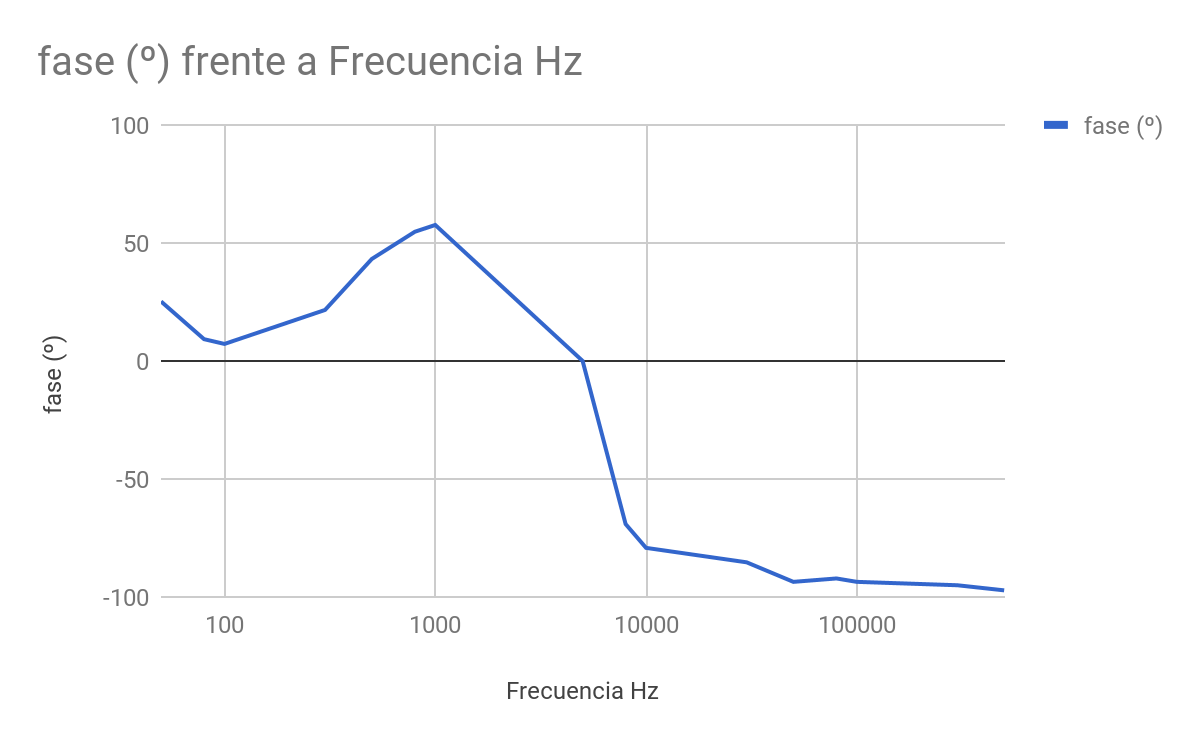 fase (º) frente a Frecuencia Hz
fase (º)
100
50
0
-50
-100
fase (º)
100
1000
10000
100000
Frecuencia Hz